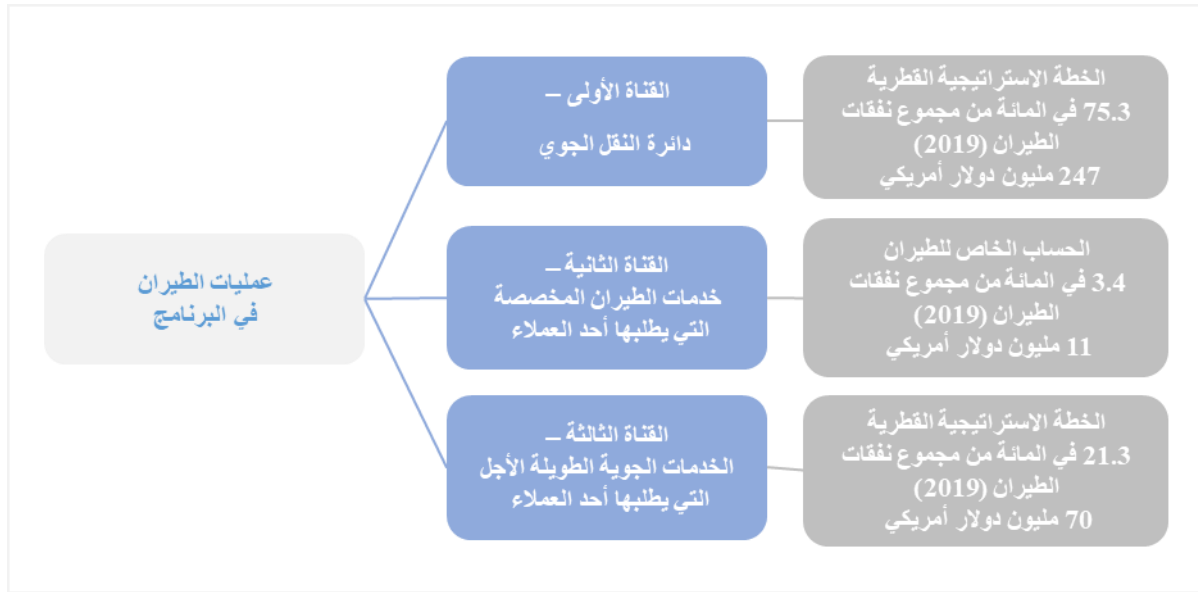 عمليات الطيران
في البرنامج
القناة الأولى –
دائرة النقل الجوي
الخطة الاستراتيجية القطرية
75.3 في المائة من مجموع نفقات
الطيران (2019)
247 مليون دولار أمريكي
القناة الثانية –
خدمات الطيران المخصصة
التي يطلبها أحد العملاء
الحساب الخاص للطيران
3.4 في المائة من مجموع نفقات
الطيران (2019)
11 مليون دولار أمريكي
القناة الثالثة –
الخدمات الجوية الطويلة الأجل
التي يطلبها أحد العملاء
الخطة الاستراتيجية القطرية
21.3 في المائة من مجموع نفقات
الطيران (2019)
70 مليون دولار أمريكي